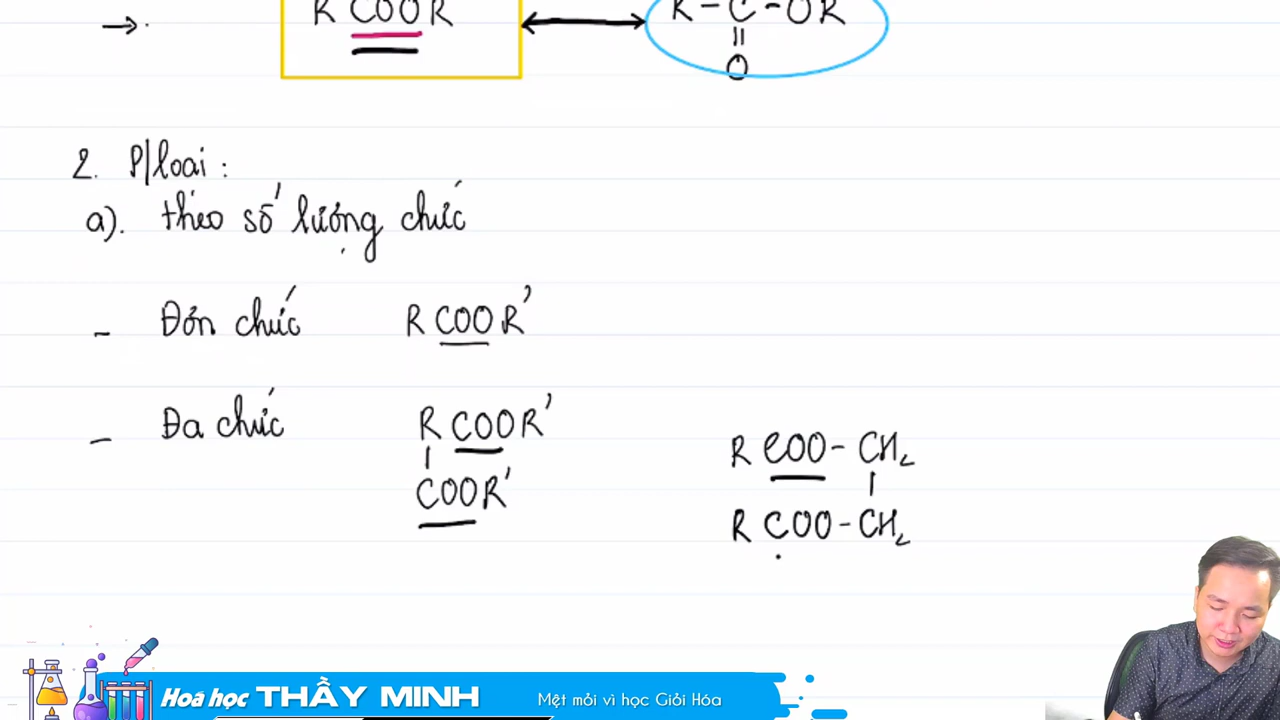 → RCOOR ↔ R-C-OR
||
O
2. P/loai :
a). theo số lượng chức
- Đơn chức RCOOR'
- Đa chức RCOOR'
|
COOR'
RCOO-CH₂
|
RCOO-CH₂
Hoá học THẦY MINH Mệt mỏi vì học Giỏi Hóa